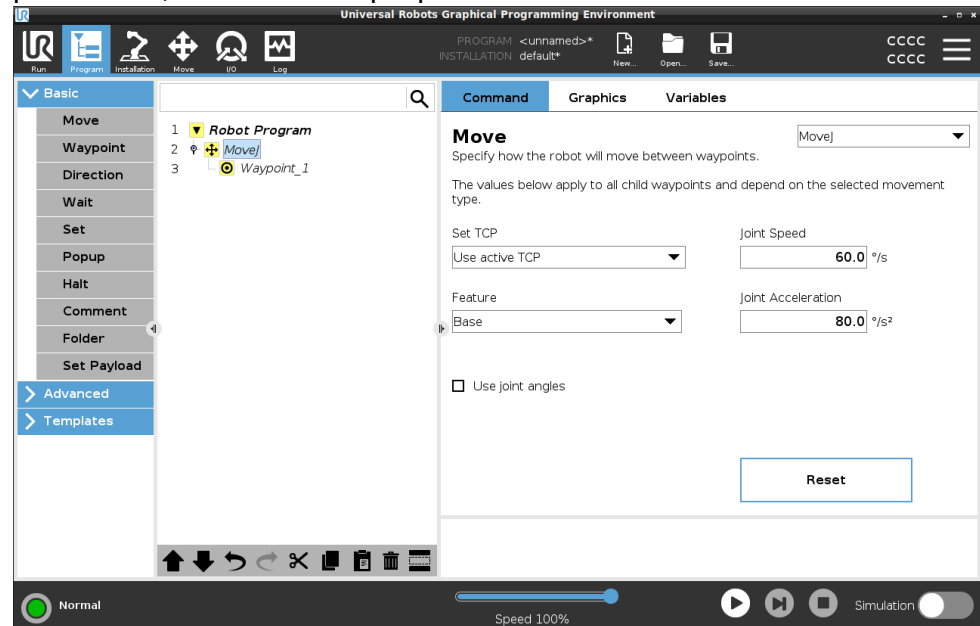 Universal Robots Graphical Programming Environment
UR
Run
Program
Installation
Move
I/O
Log
PROGRAM <unnamed>*
INSTALLATION default*
New...
Open...
Save...
CCCC
CCCC
Basic
Move
Waypoint
Direction
Wait
Set
Popup
Halt
Comment
Folder
Set Payload
Advanced
Templates
1 Robot Program
2 MoveJ
3 Waypoint_1
Command Graphics Variables
Move
MoveJ
Specify how the robot will move between waypoints.
The values below apply to all child waypoints and depend on the selected movement
type.
Set TCP
Use active TCP
Joint Speed
60.0 °/s
Feature
Base
Joint Acceleration
80.0 °/s²
Use joint angles
Reset
Normal
Speed 100%
Simulation